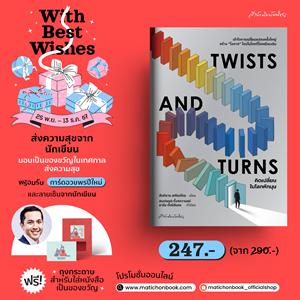 With
Best
Wishes
25 พ.ย. – 13 ธ.ค. 67
ส่งความสุขจาก
นักเขียน
มอบเป็นของขวัญในเทศกาล
ส่งความสุข
ฟรี! รับการ์ดอวยพรปีใหม่
และลายเซ็นจากนักเขียน
ฟรี!
ถุงกระดาษ
สำหรับใส่หนังสือ
เป็นของขวัญ
TWISTS
AND
TURNS
คิดเปลี่ยน
ในโลกหักมุม
247.-
(จาก 290.-)
โปรโมชั่นออนไลน์
www.matichonbook.com
matichonbook_officialshop